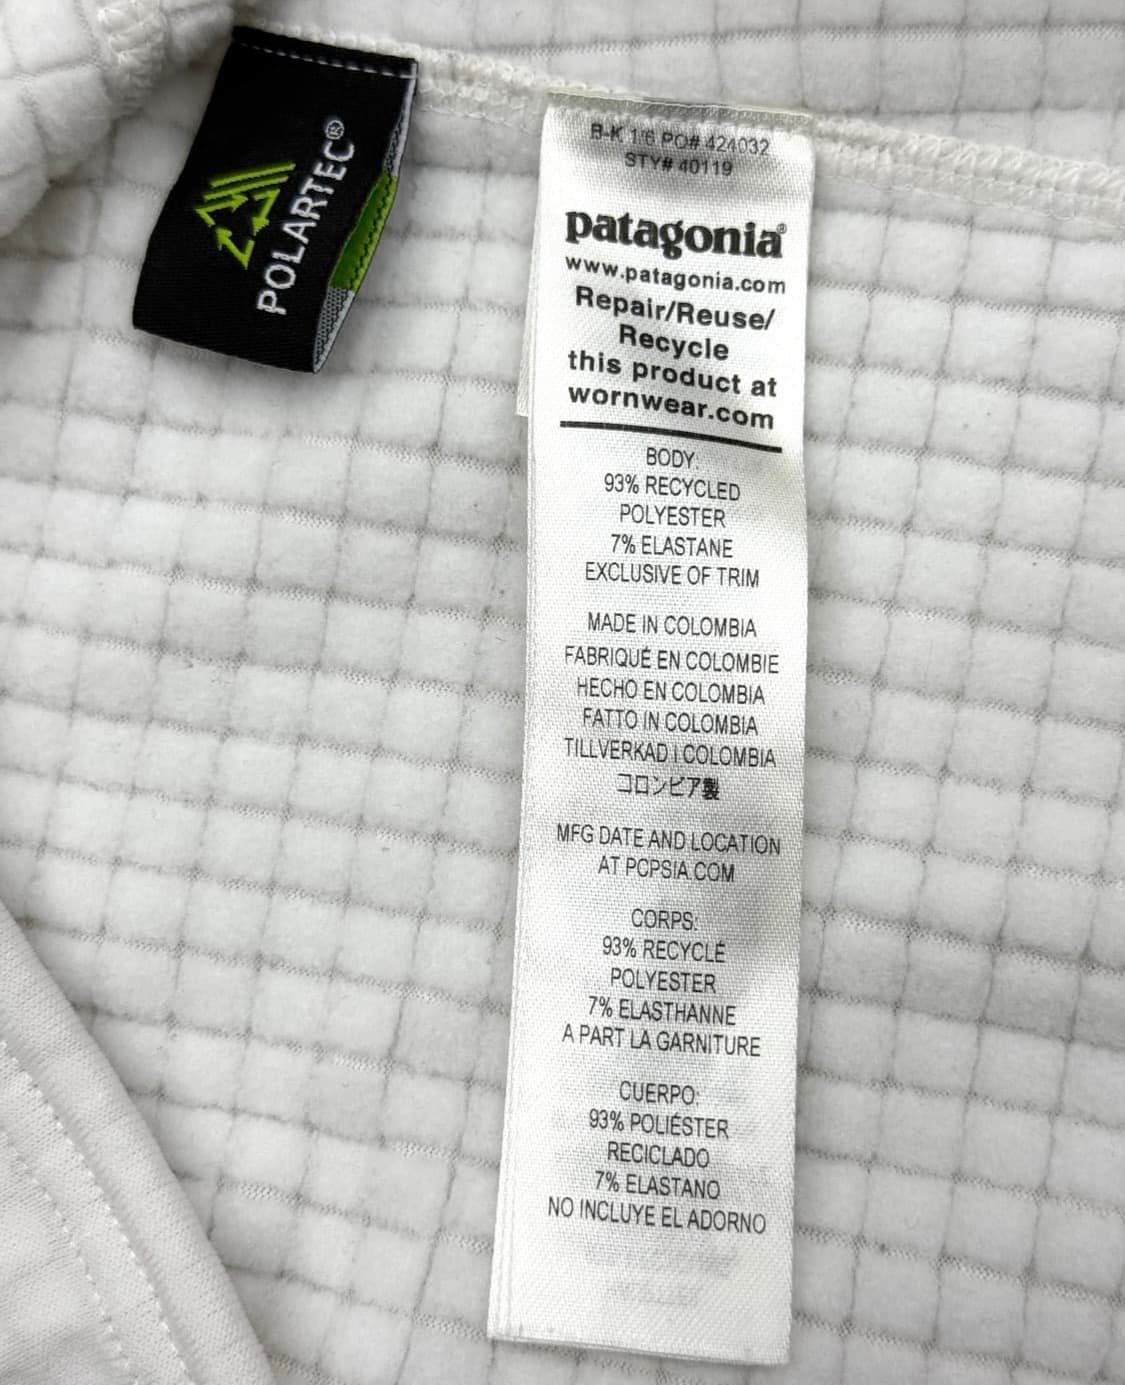 POLARTEC®
B-K 1/6 PO# 424032
STY# 40119
patagonia®
www.patagonia.com
Repair/Reuse/
Recycle
this product at
wornwear.com
BODY:
93% RECYCLED
POLYESTER
7% ELASTANE
EXCLUSIVE OF TRIM
MADE IN COLOMBIA
FABRIQUÉ EN COLOMBIE
HECHO EN COLOMBIA
FATTO IN COLOMBIA
TILLVERKAD I COLOMBIA
コロンビア製
MFG DATE AND LOCATION
AT PCPSIA.COM
CORPS:
93% RECYCLÉ
POLYESTER
7% ELASTHANNE
A PART LA GARNITURE
CUERPO:
93% POLIÉSTER
RECICLADO
7% ELASTANO
NO INCLUYE EL ADORNO